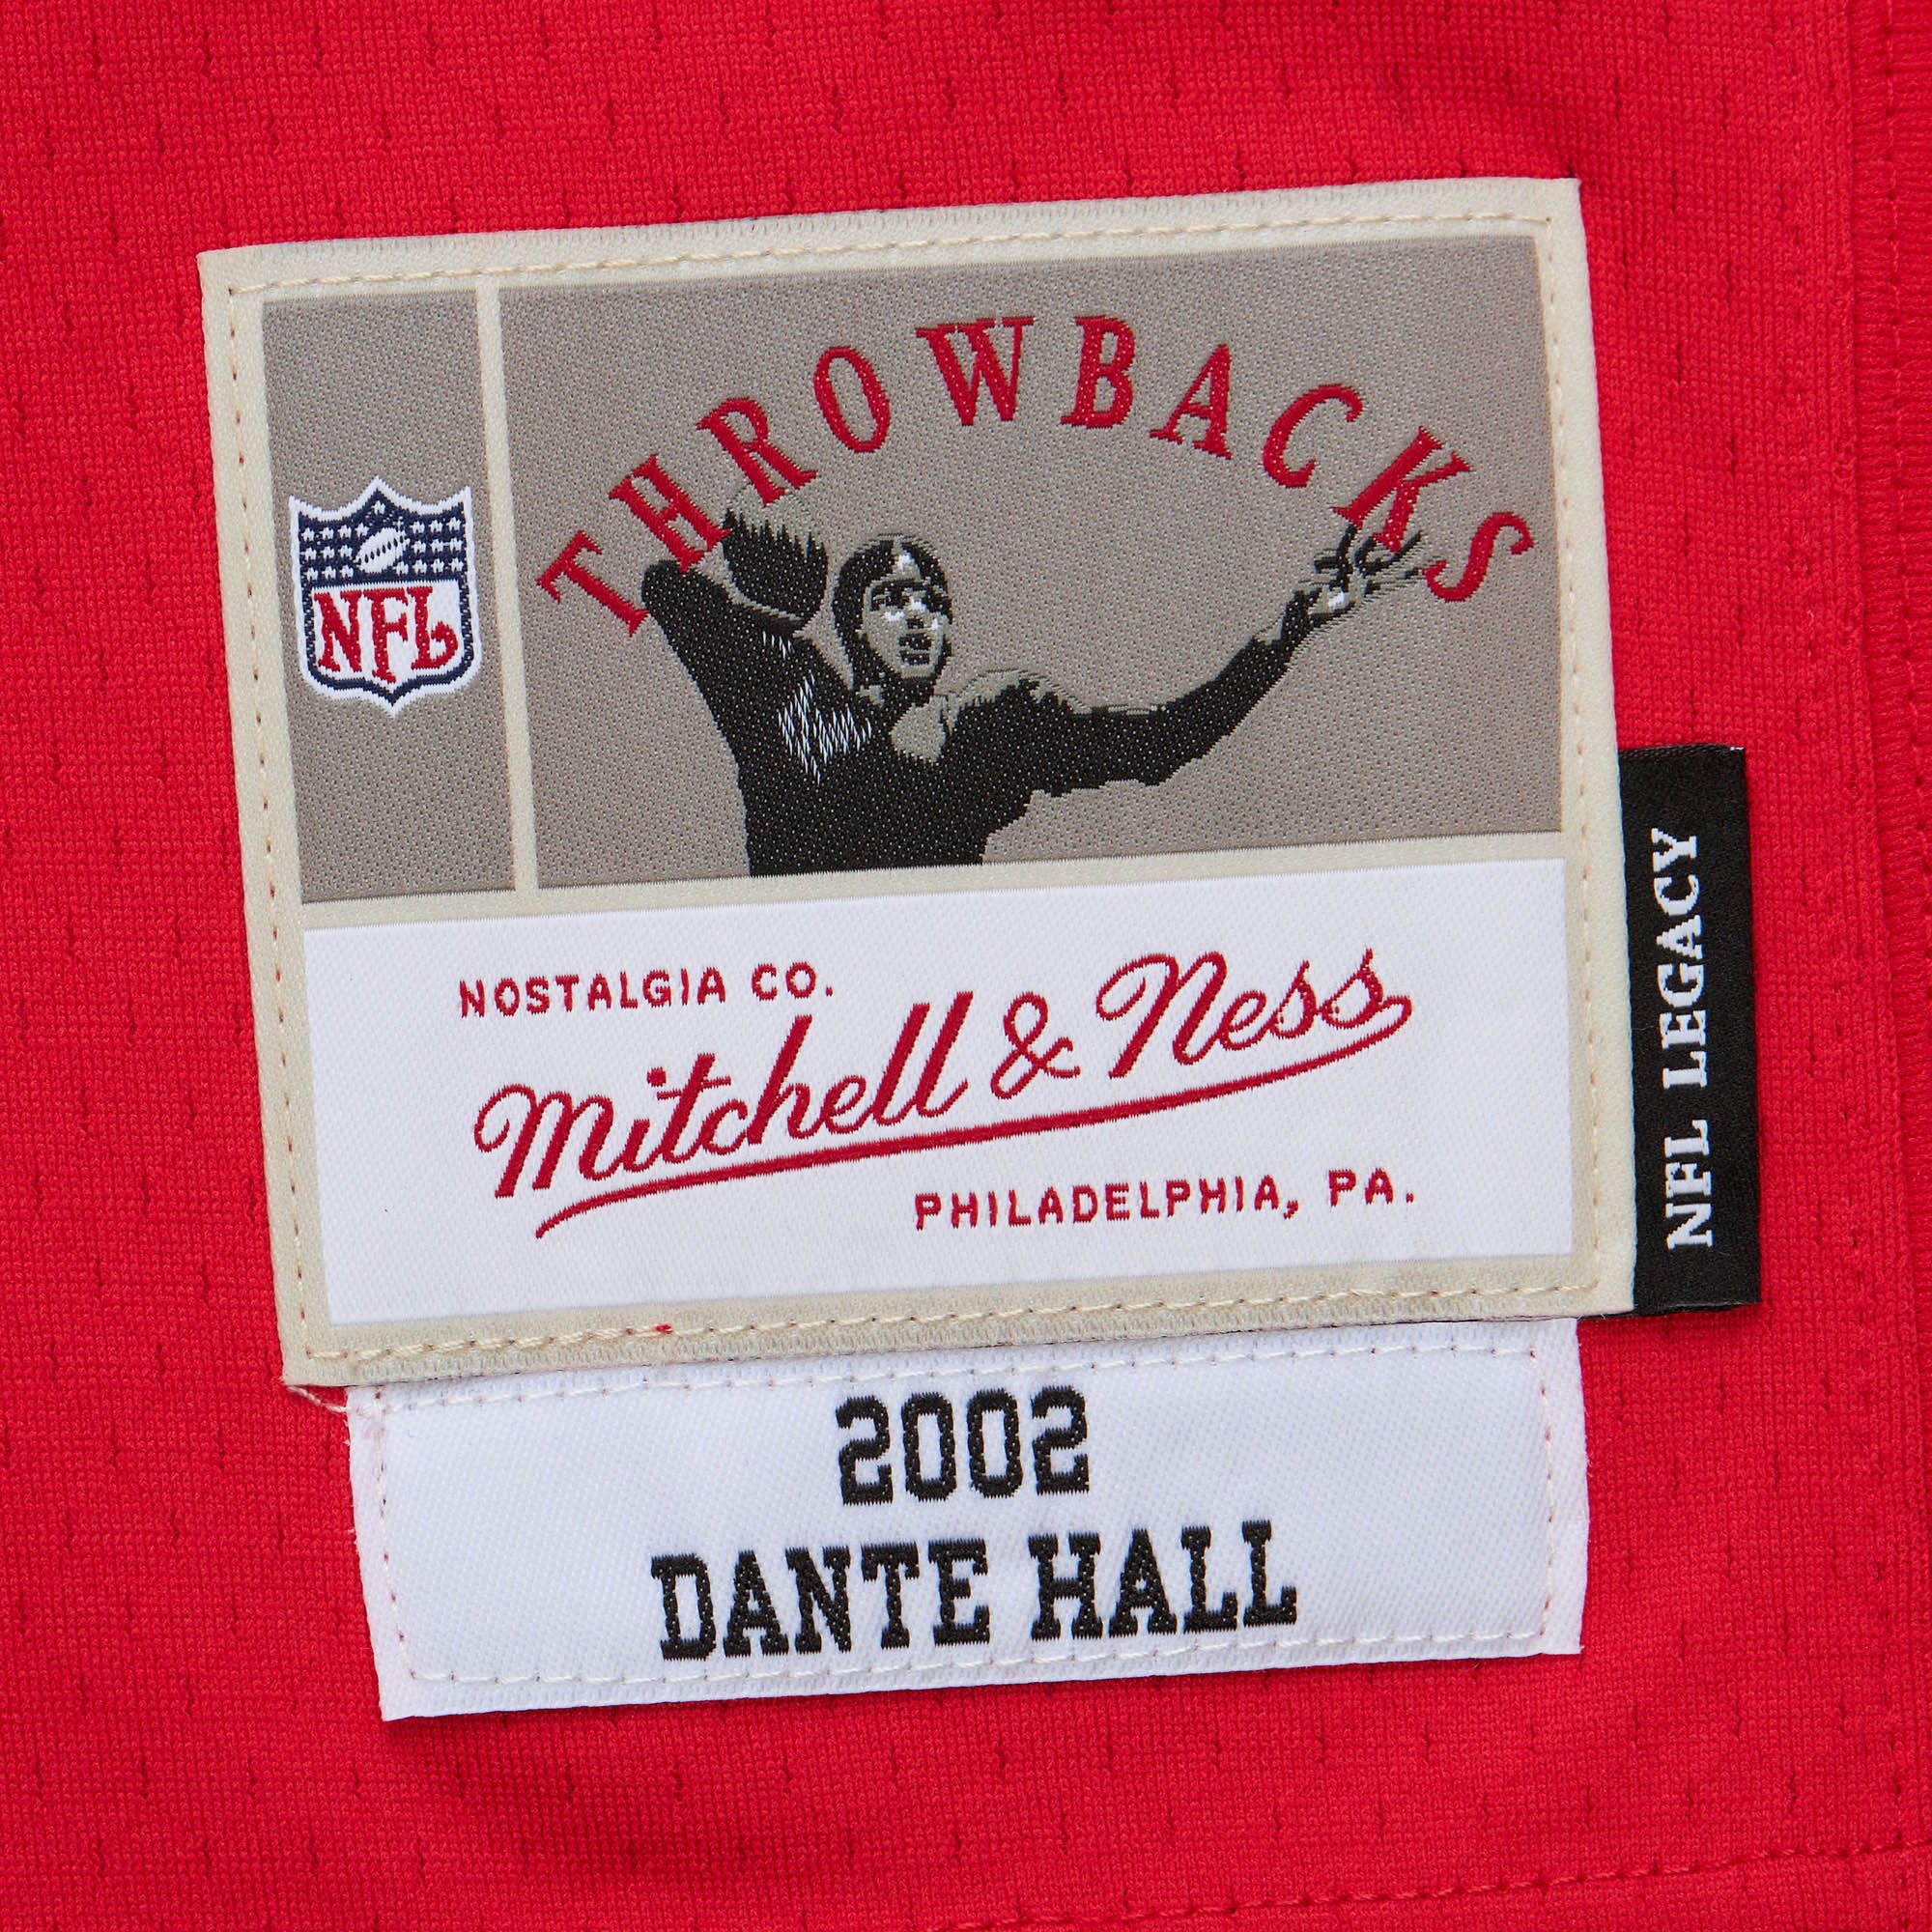 THROWBACKS
NFL
NOSTALGIA CO.
Mitchell & Ness
PHILADELPHIA, PA.
NFL LEGACY
2002
DANTE HALL